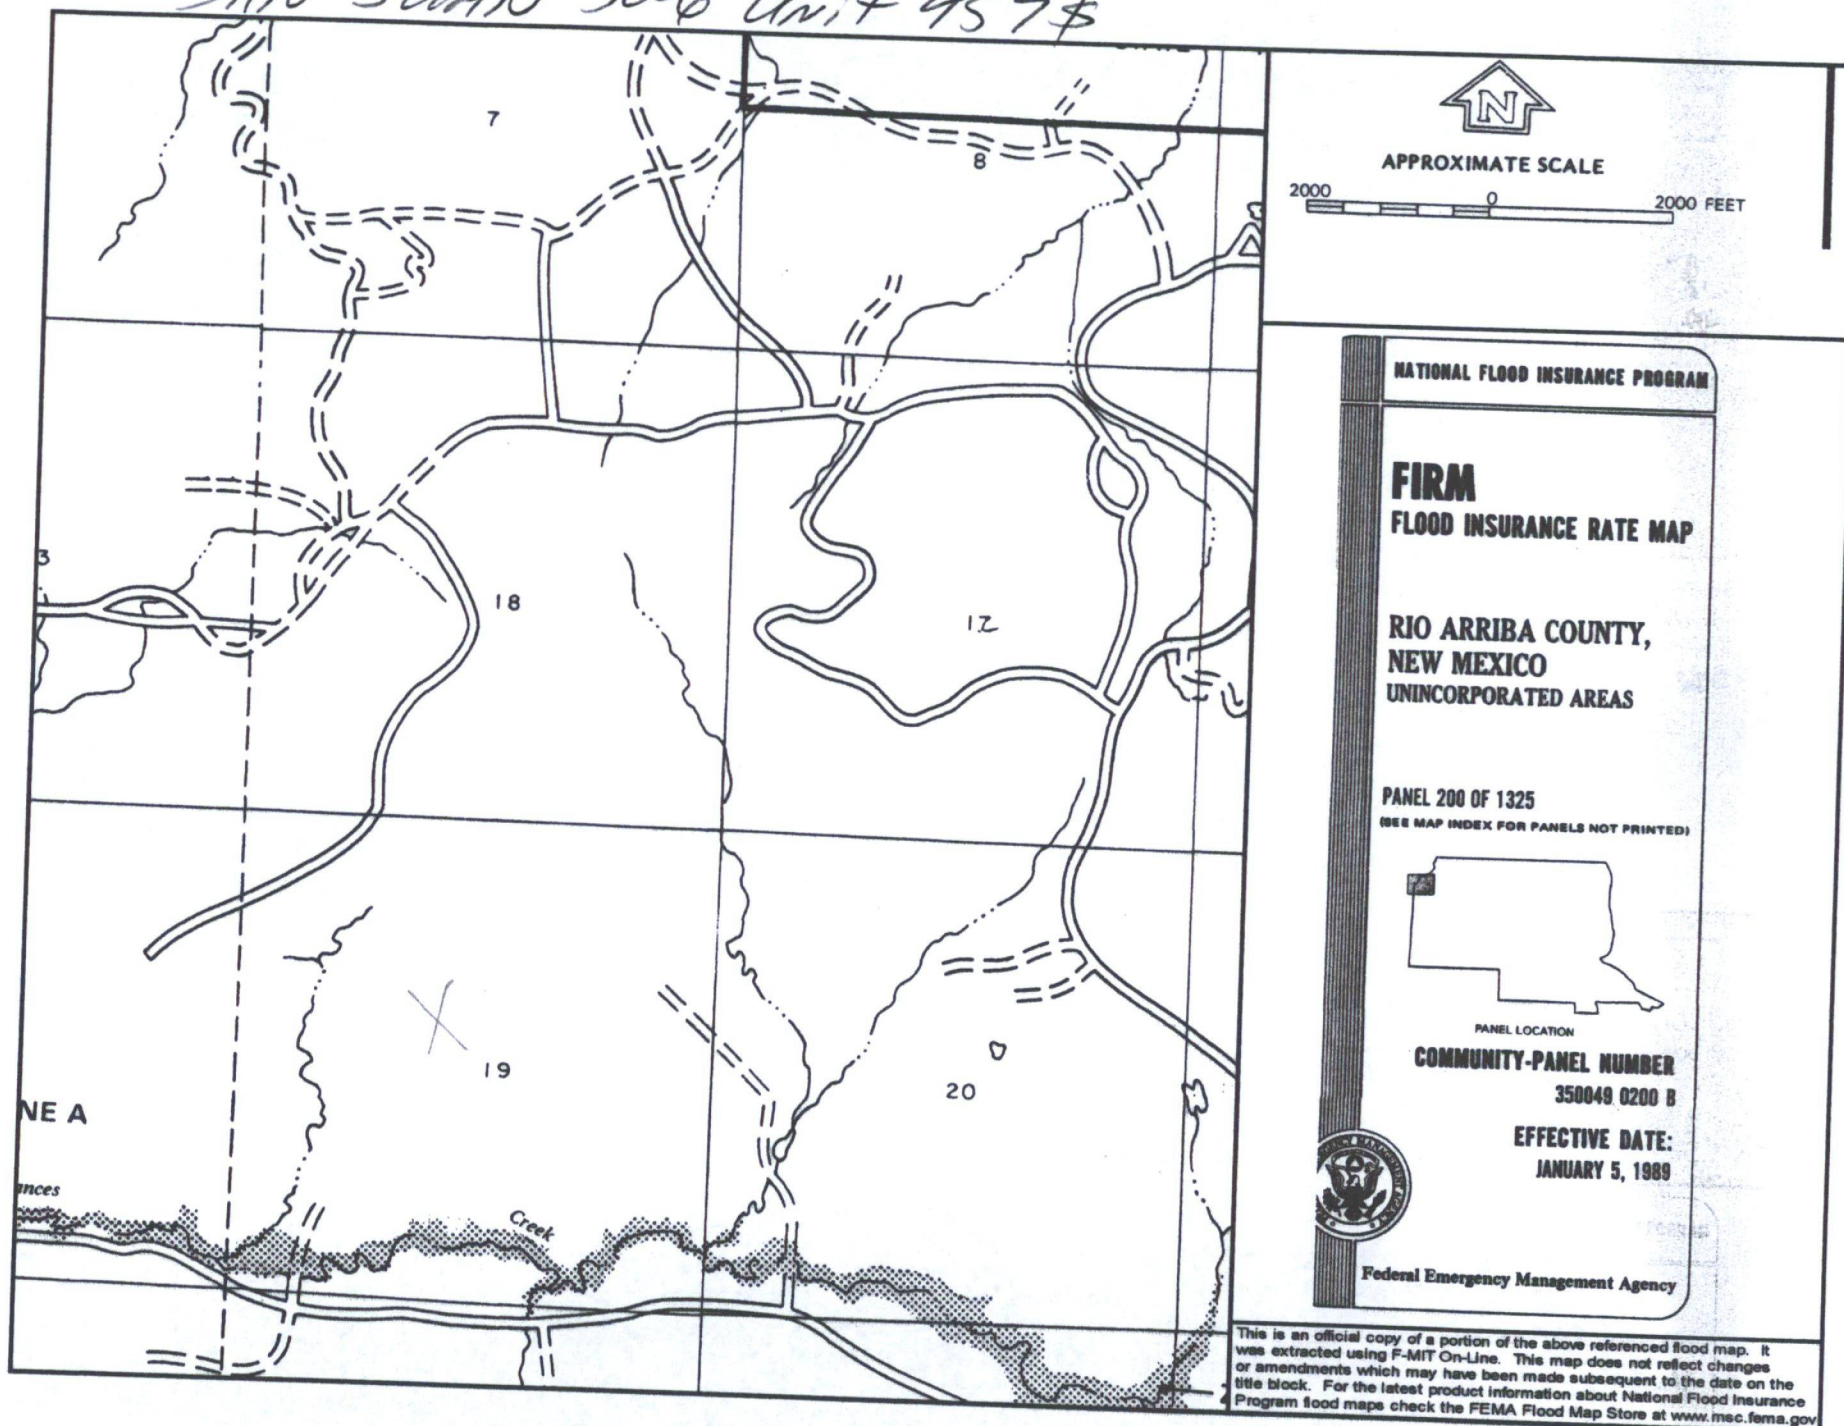 SAN JUAN
Unit
7
8
3
18
17
19
20
NE A
Creek
N
APPROXIMATE SCALE
2000 0 2000 FEET
NATIONAL FLOOD INSURANCE PROGRAM
FIRM
FLOOD INSURANCE RATE MAP
RIO ARRIBA COUNTY,
NEW MEXICO
UNINCORPORATED AREAS
PANEL 200 OF 1325
(SEE MAP INDEX FOR PANELS NOT PRINTED)
PANEL LOCATION
COMMUNITY-PANEL NUMBER
350049 0200 B
EFFECTIVE DATE:
JANUARY 5, 1989
Federal Emergency Management Agency
This is an official copy of a portion of the above referenced flood map. It
was extracted using F-MIT On-Line. This map does not reflect changes
or amendments which may have been made subsequent to the date on the
title block. For the latest product information about National Flood Insurance
Program flood maps check the FEMA Flood Map Store at www.msc.fema.gov